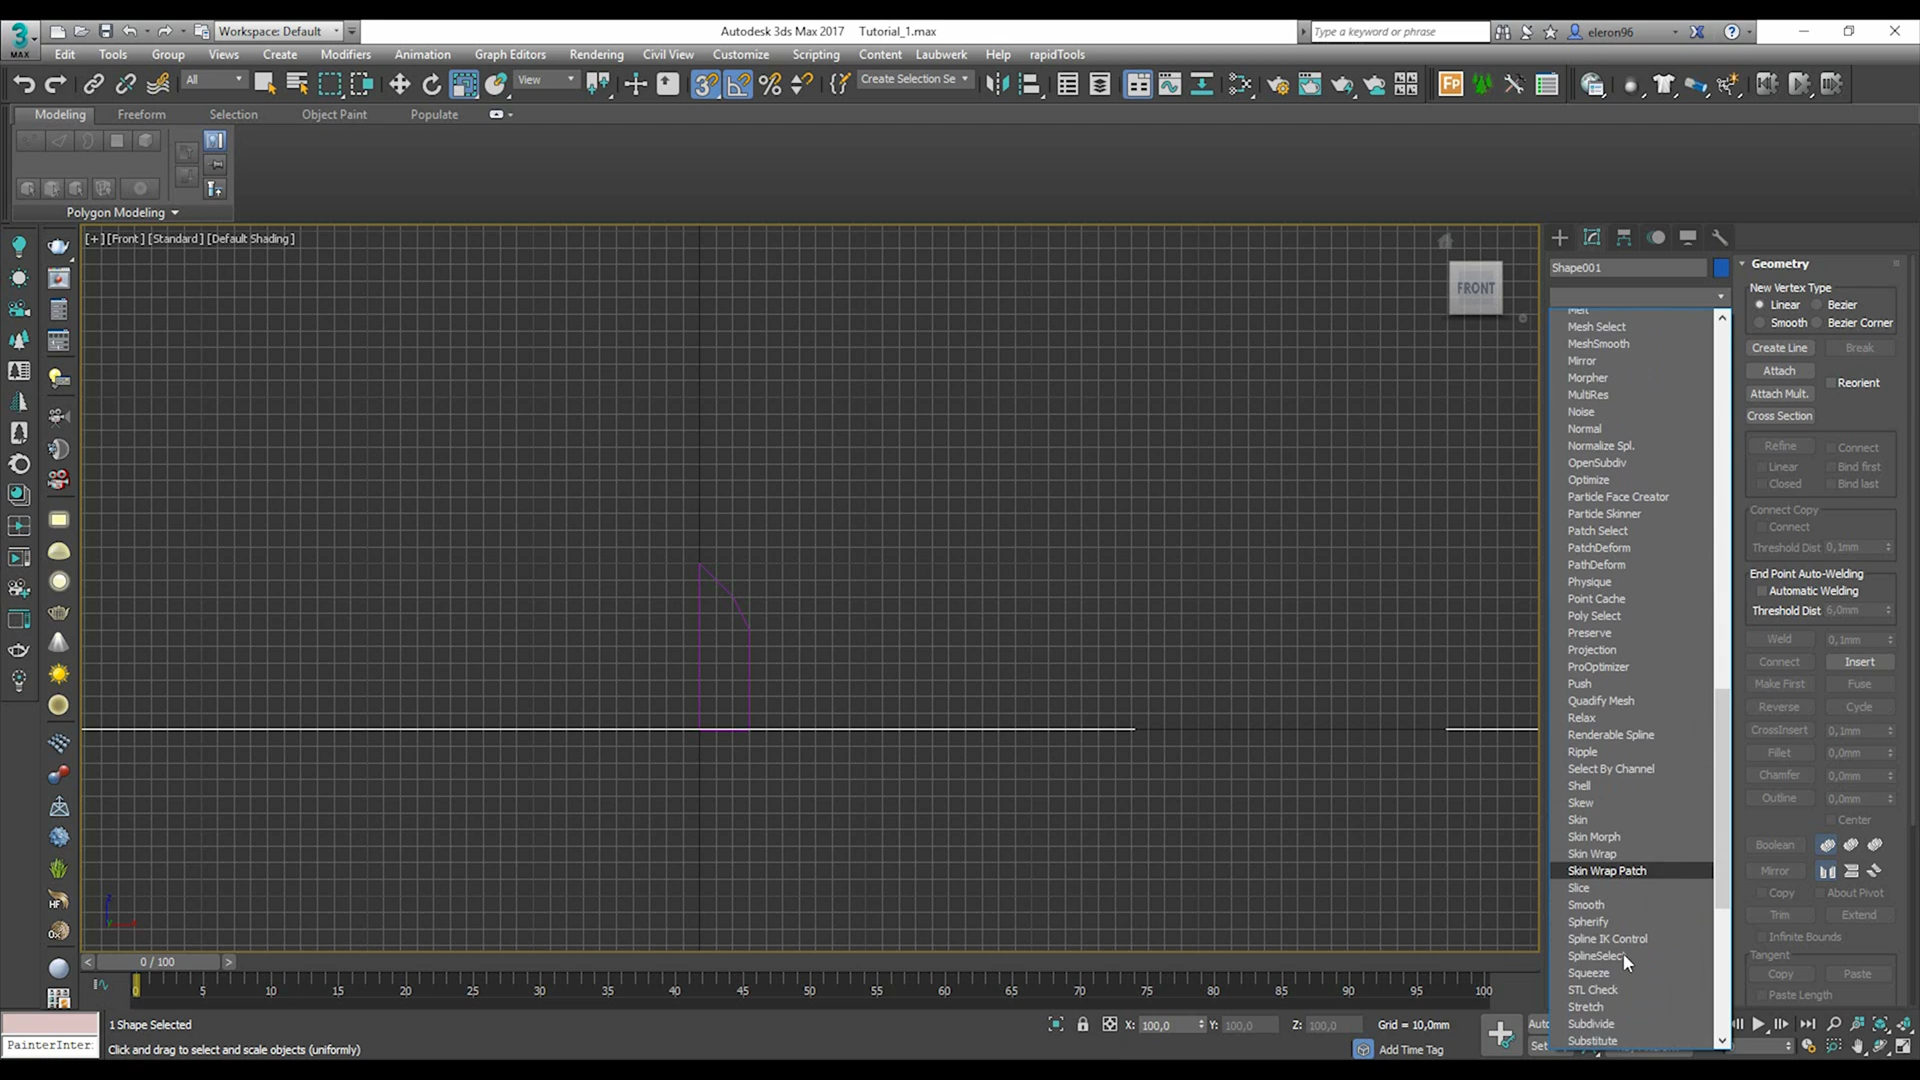 Workspace: Default
Autodesk 3ds Max 2017 Tutorial_1.max
Type a keyword or phrase
eleron96
MAX
Edit Tools Group Views Create Modifiers Animation Graph Editors Rendering Civil View Customize Scripting Content Laubwerk Help rapidTools
All
View
Create Selection Se
Modeling Freeform Selection Object Paint Populate
Polygon Modeling
[+] [Front] [Standard] [Default Shading]
FRONT
Shape001
Melt
Mesh Select
MeshSmooth
Mirror
Morpher
MultiRes
Noise
Normal
Normalize Spl.
OpenSubdiv
Optimize
Particle Face Creator
Particle Skinner
Patch Select
PatchDeform
PathDeform
Physique
Point Cache
Poly Select
Preserve
Projection
ProOptimizer
Push
Quadify Mesh
Relax
Renderable Spline
Ripple
Select By Channel
Shell
Skew
Skin
Skin Morph
Skin Wrap
Skin Wrap Patch
Slice
Smooth
Spherify
Spline IK Control
SplineSelect
Squeeze
STL Check
Stretch
Subdivide
Substitute
Geometry
New Vertex Type
Linear Bezier
Smooth Bezier Corner
Create Line Break
Attach
Reorient
Attach Mult.
Cross Section
Refine Connect
Linear Bind first
Closed Bind last
Connect Copy
Connect
Threshold Dist 0,1mm
End Point Auto-Welding
Automatic Welding
Threshold Dist 6,0mm
Weld 0,1mm
Connect Insert
Make First Fuse
Reverse Cycle
CrossInsert 0,1mm
Fillet 0,0mm
Chamfer 0,0mm
Outline 0,0mm
Center
Boolean
Mirror
Copy About Pivot
Trim Extend
Infinite Bounds
Tangent
Copy Paste
Paste Length
HF
Ox
z
0 / 100
0 5 10 15 20 25 30 35 40 45 50 55 60 65 70 75 80 85 90 95 100
1 Shape Selected
PainterInter:
Click and drag to select and scale objects (uniformly)
X: 100,0 Y: 100,0 Z: 100,0 Grid = 10,0mm
Add Time Tag